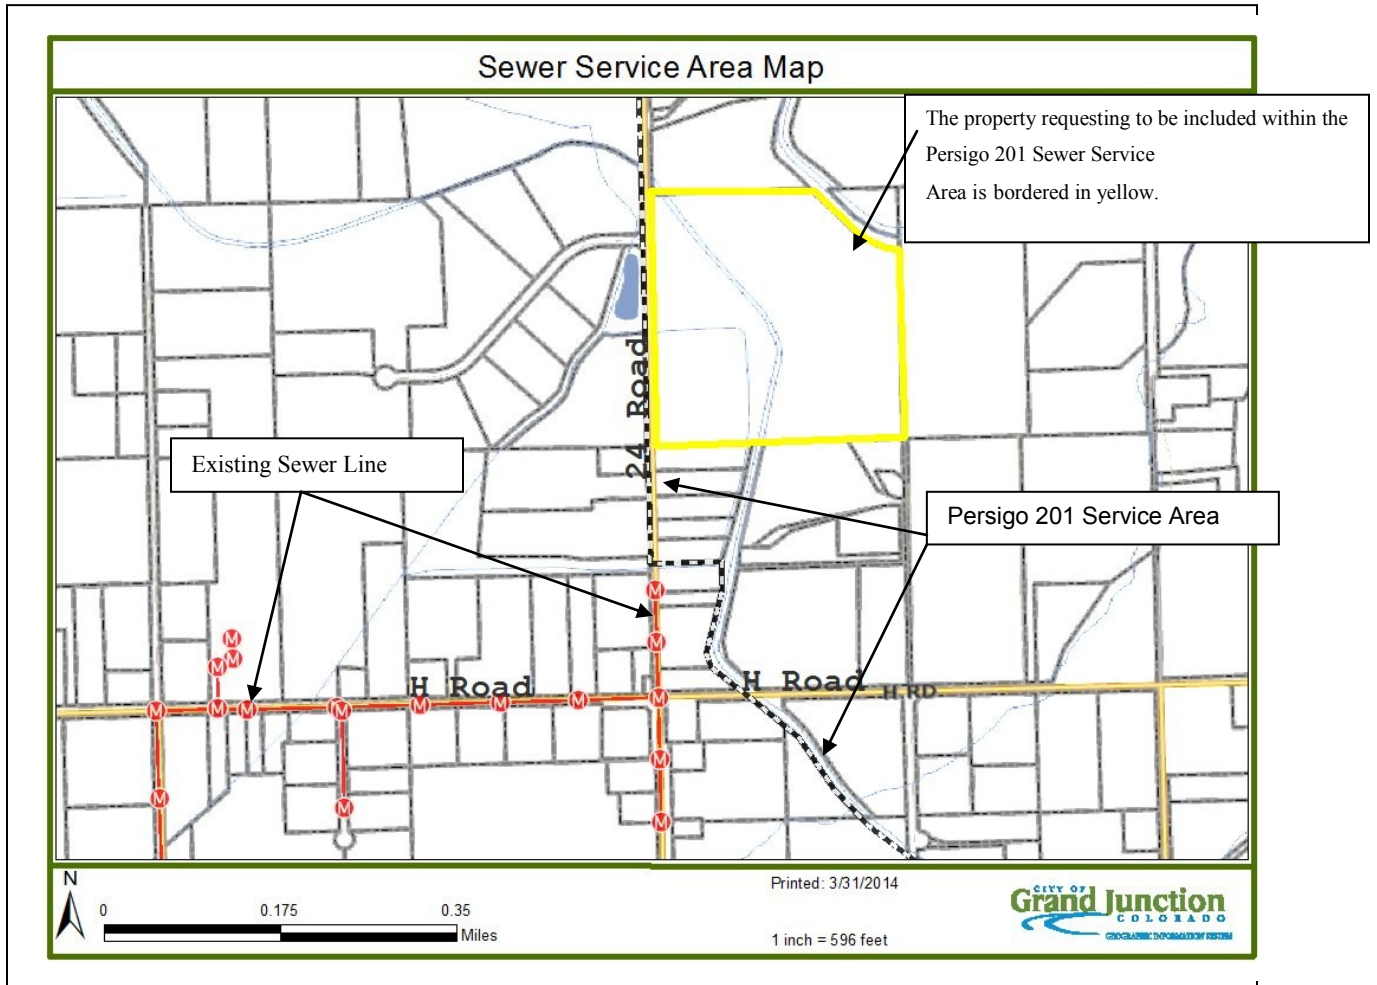 Sewer Service Area Map
The property requesting to be included within the
Persigo 201 Sewer Service
Area is bordered in yellow.
24 Road
Existing Sewer Line
Persigo 201 Service Area
M
M
M
M
M
H Road
H Road
H RD
M
M
M
M
M
M
M
M
M
M
M
M
M
N
0
0.175
0.35
Miles
Printed: 3/31/2014
1 inch = 596 feet
CITY OF
Grand Junction
COLORADO
GEOGRAPHIC INFORMATION SYSTEM